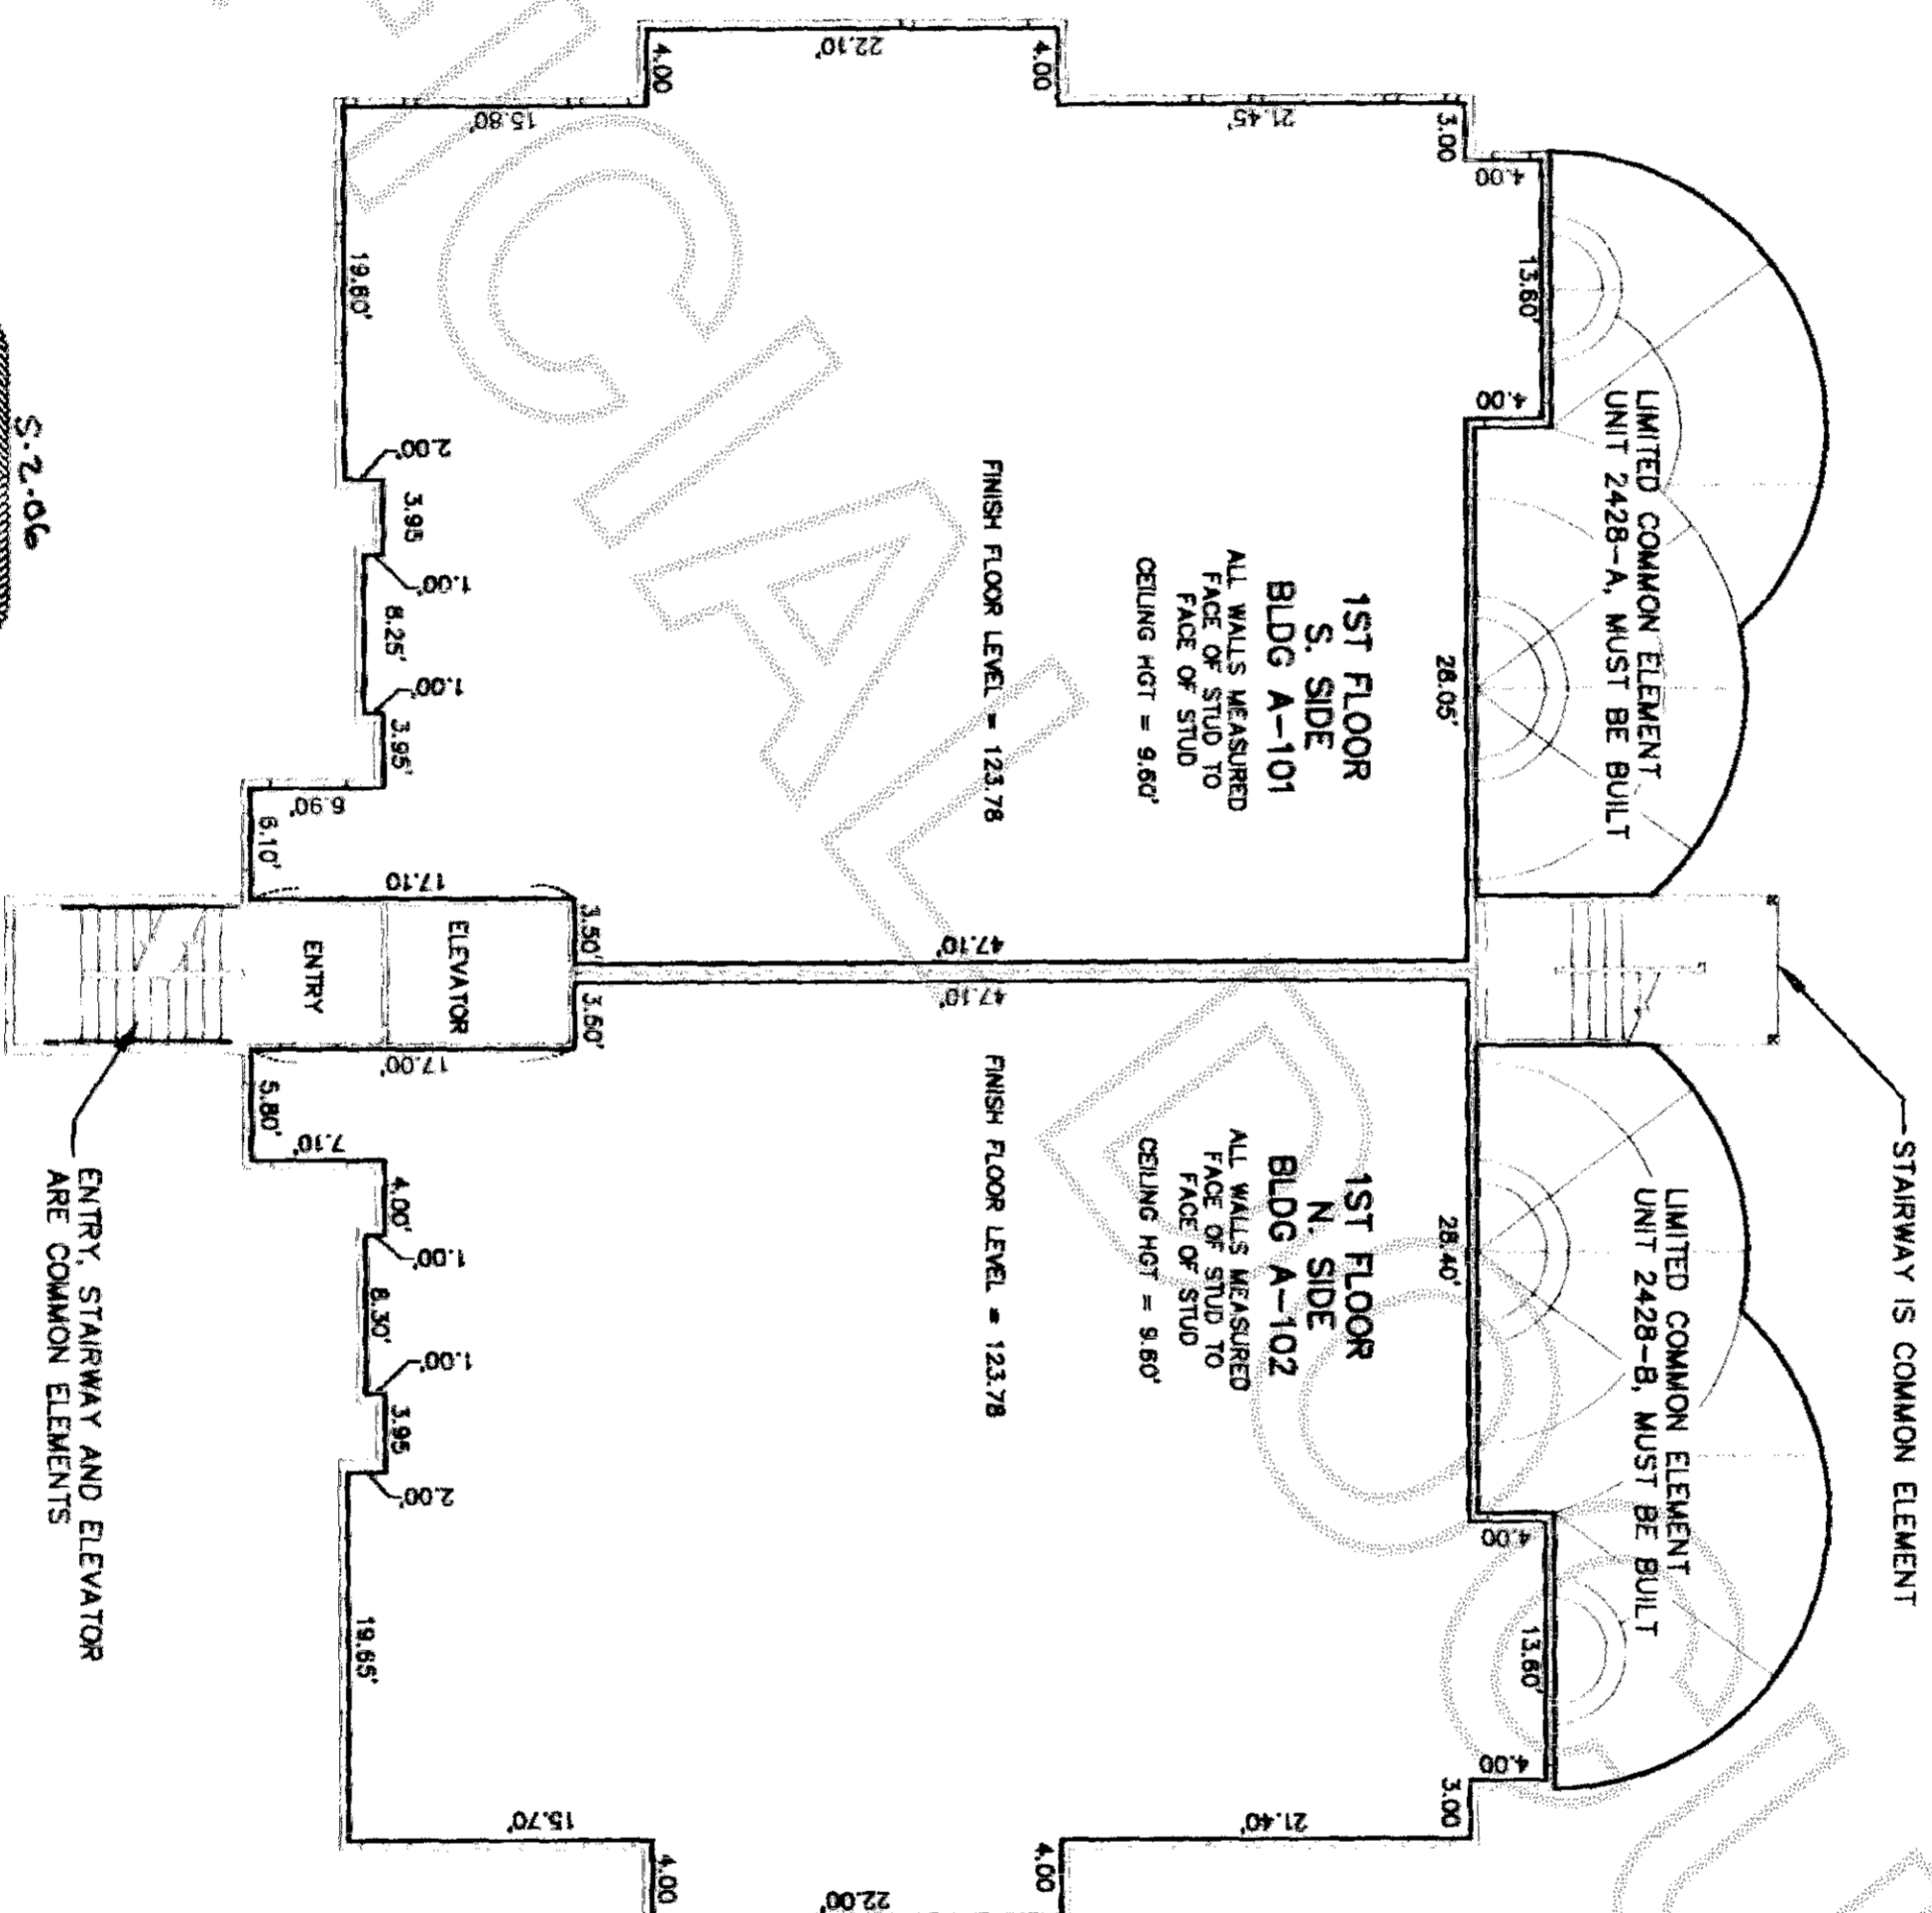 STAIRWAY IS COMMON ELEMENT
LIMITED COMMON ELEMENT
UNIT 2428-A, MUST BE BUILT
LIMITED COMMON ELEMENT
UNIT 2428-B, MUST BE BUILT
3.00
4.00
13.60'
4.00
28.05'
28.40'
4.00
13.60'
4.00
3.00
21.45'
4.00
22.10'
4.00
15.80'
1ST FLOOR
S. SIDE
BLDG A-101
ALL WALLS MEASURED
FACE OF STUD TO
FACE OF STUD
CEILING HGT = 9.60'
FINISH FLOOR LEVEL = 123.78
47.10'
47.10'
1ST FLOOR
N. SIDE
BLDG A-102
ALL WALLS MEASURED
FACE OF STUD TO
FACE OF STUD
CEILING HGT = 9.60'
FINISH FLOOR LEVEL = 123.78
21.40'
4.00
22.00'
4.00
15.70'
3.50'
3.60'
17.10
ELEVATOR
ENTRY
17.00'
19.60'
2.00'
3.95
1.00'
8.25'
1.00'
3.95'
6.90'
6.10'
5.80'
7.10'
4.00'
1.00'
8.30'
1.00'
3.95
2.00'
19.65'
ENTRY, STAIRWAY AND ELEVATOR
ARE COMMON ELEMENTS
5-2-06